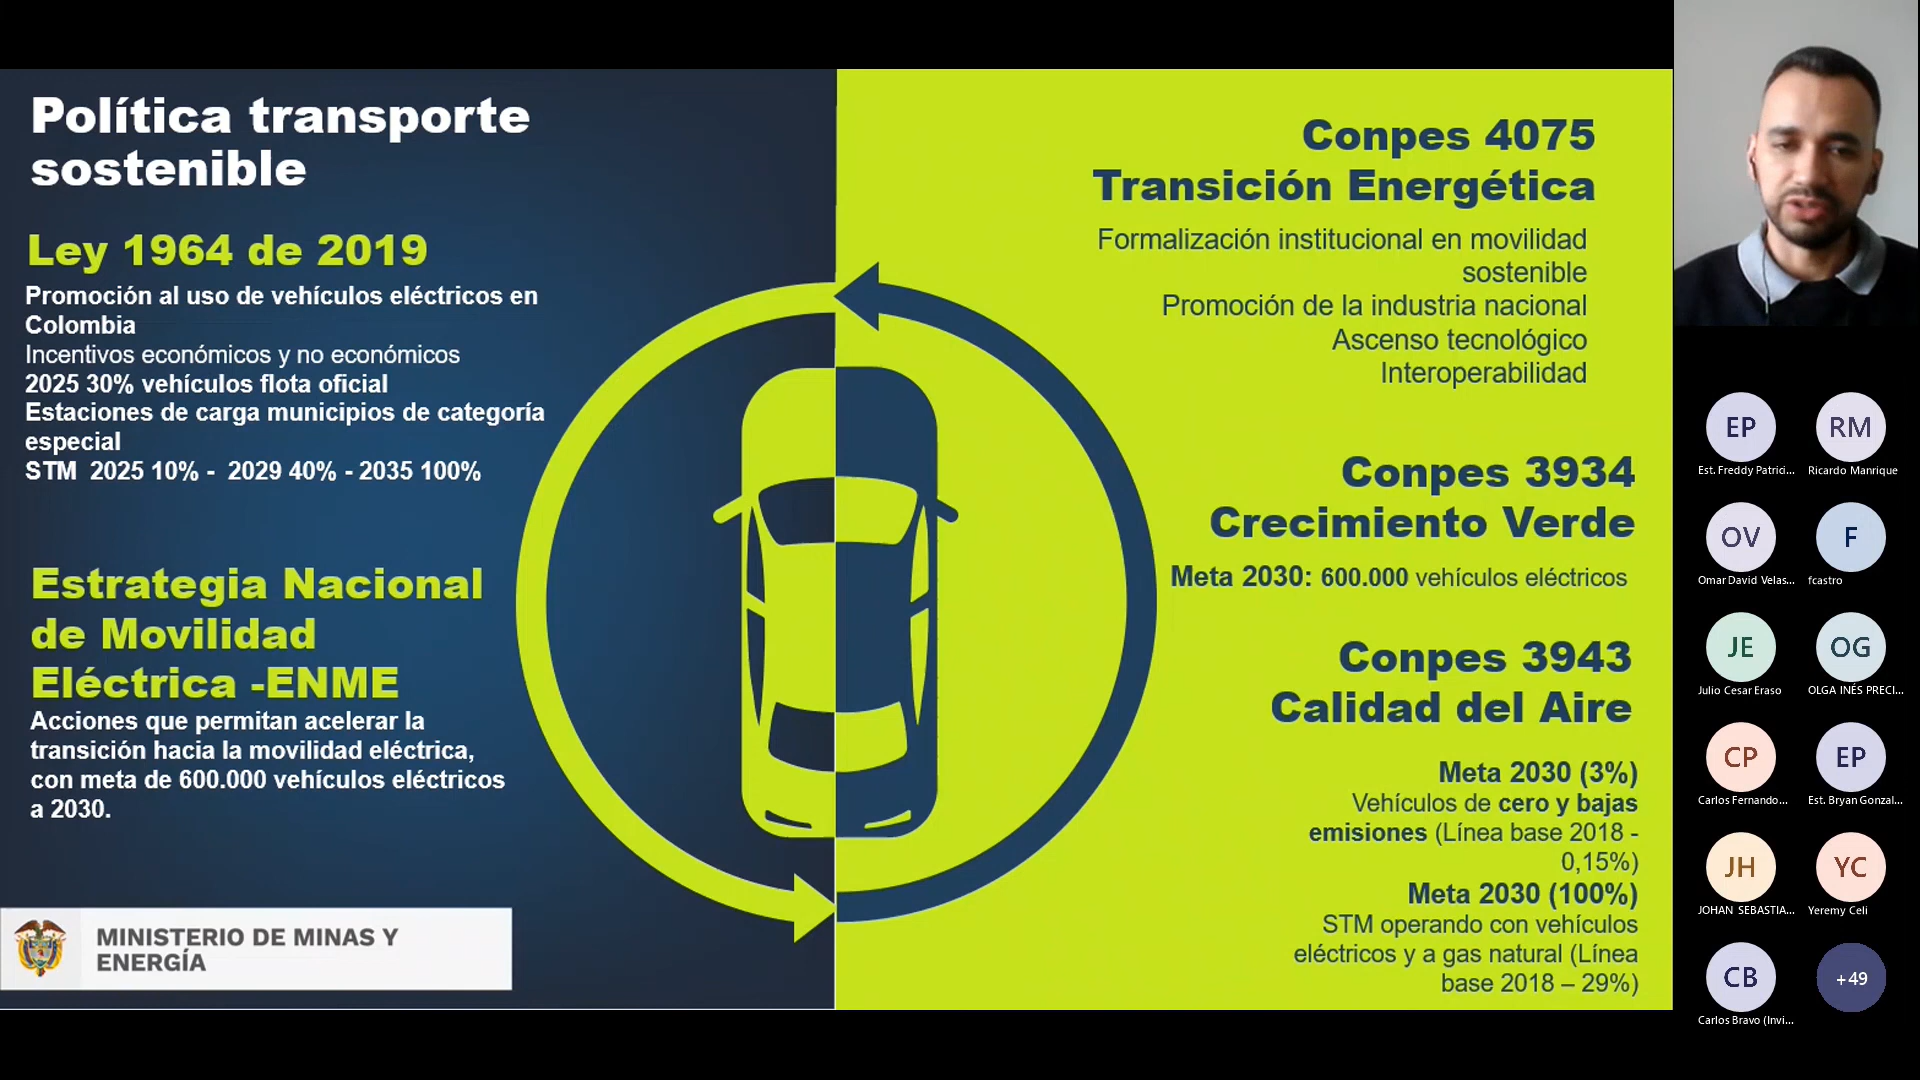 Política transporte
sostenible
Ley 1964 de 2019
Promoción al uso de vehículos eléctricos en
Colombia
Incentivos económicos y no económicos
2025 30% vehículos flota oficial
Estaciones de carga municipios de categoría
especial
STM 2025 10% - 2029 40% - 2035 100%
Estrategia Nacional
de Movilidad
Eléctrica -ENME
Acciones que permitan acelerar la
transición hacia la movilidad eléctrica,
con meta de 600.000 vehículos eléctricos
a 2030.
MINISTERIO DE MINAS Y
ENERGÍA
Conpes 4075
Transición Energética
Formalización institucional en movilidad
sostenible
Promoción de la industria nacional
Ascenso tecnológico
Interoperabilidad
Conpes 3934
Crecimiento Verde
Meta 2030: 600.000 vehículos eléctricos
Conpes 3943
Calidad del Aire
Meta 2030 (3%)
Vehículos de cero y bajas
emisiones (Línea base 2018 -
0,15%)
Meta 2030 (100%)
STM operando con vehículos
eléctricos y a gas natural (Línea
base 2018 – 29%)
EP RM
Est. Freddy Patrici... Ricardo Manrique
OV F
Omar David Velas... fcastro
JE OG
Julio Cesar Eraso OLGA INÉS PRECI...
CP EP
Carlos Fernando... Est. Bryan Gonzal...
JH YC
JOHAN SEBASTIA... Yeremy Celi
CB +49
Carlos Bravo (Invi...